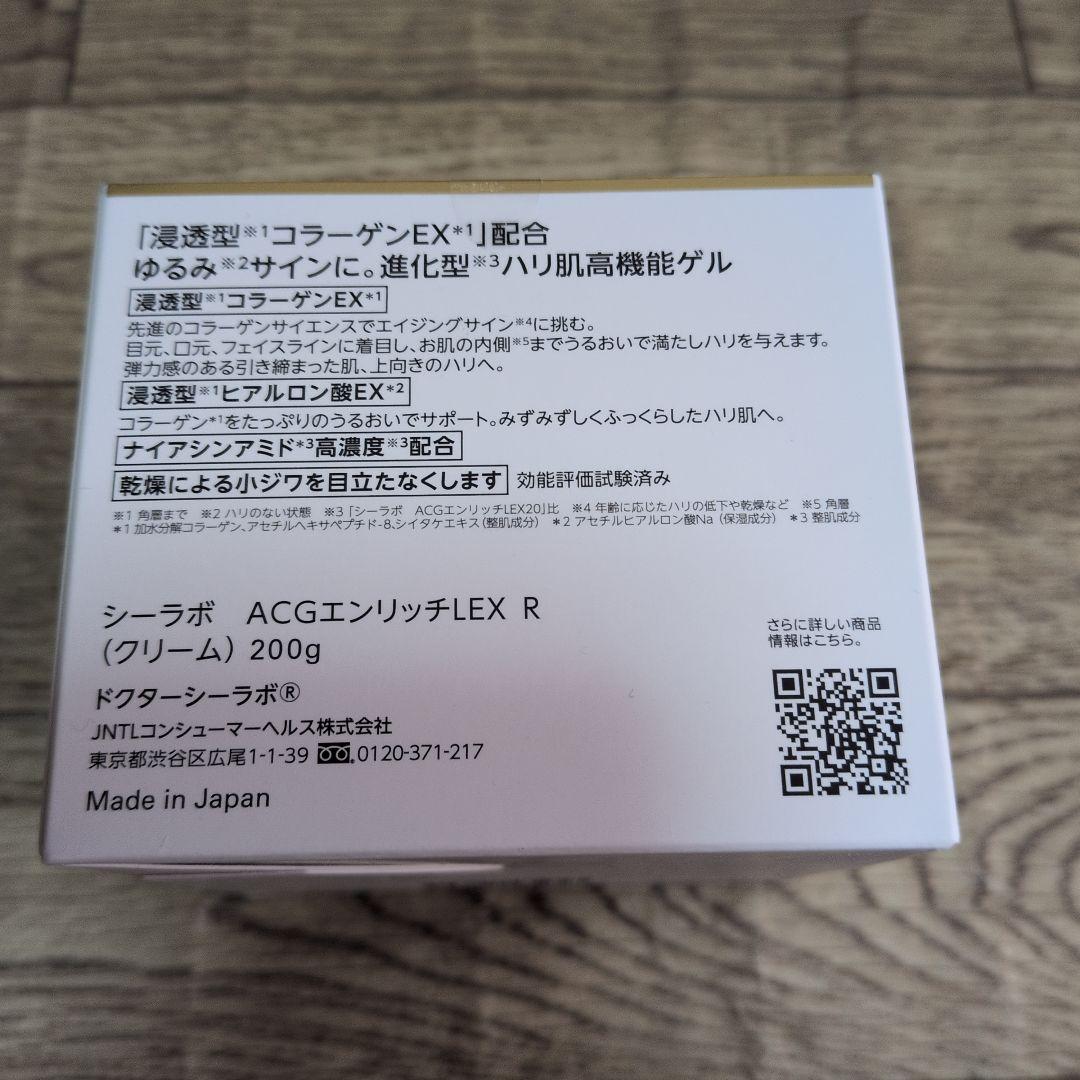 「浸透型※1コラーゲンEX*1」配合
ゆるみ※2サインに。進化型※3ハリ肌高機能ゲル
浸透型※1コラーゲンEX*1
先進のコラーゲンサイエンスでエイジングサイン※4に挑む。
目元、口元、フェイスラインに着目し、お肌の内側※5までうるおいで満たしハリを与えます。
弾力感のある引き締まった肌、上向きのハリへ。
浸透型※1ヒアルロン酸EX*2
コラーゲン*1をたっぷりのうるおいでサポート。みずみずしくふっくらしたハリ肌へ。
ナイアシンアミド*3高濃度※3配合
乾燥による小ジワを目立たなくします 効能評価試験済み
※1 角層まで ※2 ハリのない状態 ※3「シーラボ ACGエンリッチLEX20」比 ※4 年齢に応じたハリの低下や乾燥など ※5 角層
*1 加水分解コラーゲン、アセチルヘキサペプチド-8、シイタケエキス(整肌成分) *2 アセチルヒアルロン酸Na(保湿成分) *3 整肌成分
シーラボ ACGエンリッチLEX R
(クリーム) 200g
ドクターシーラボ®
JNTLコンシューマーヘルス株式会社
東京都渋谷区広尾1-1-39 0120-371-217
Made in Japan
さらに詳しい商品
情報はこちら。